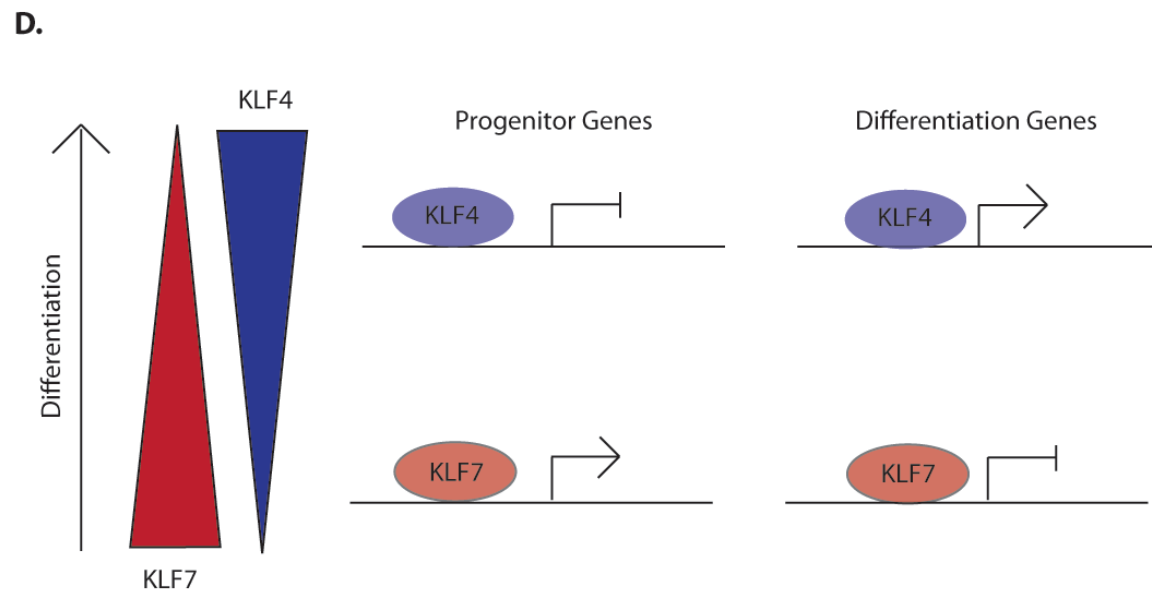 D.
KLF4
Progenitor Genes
Differentiation Genes
KLF4
KLF4
Differentiation
KLF7
KLF7
KLF7